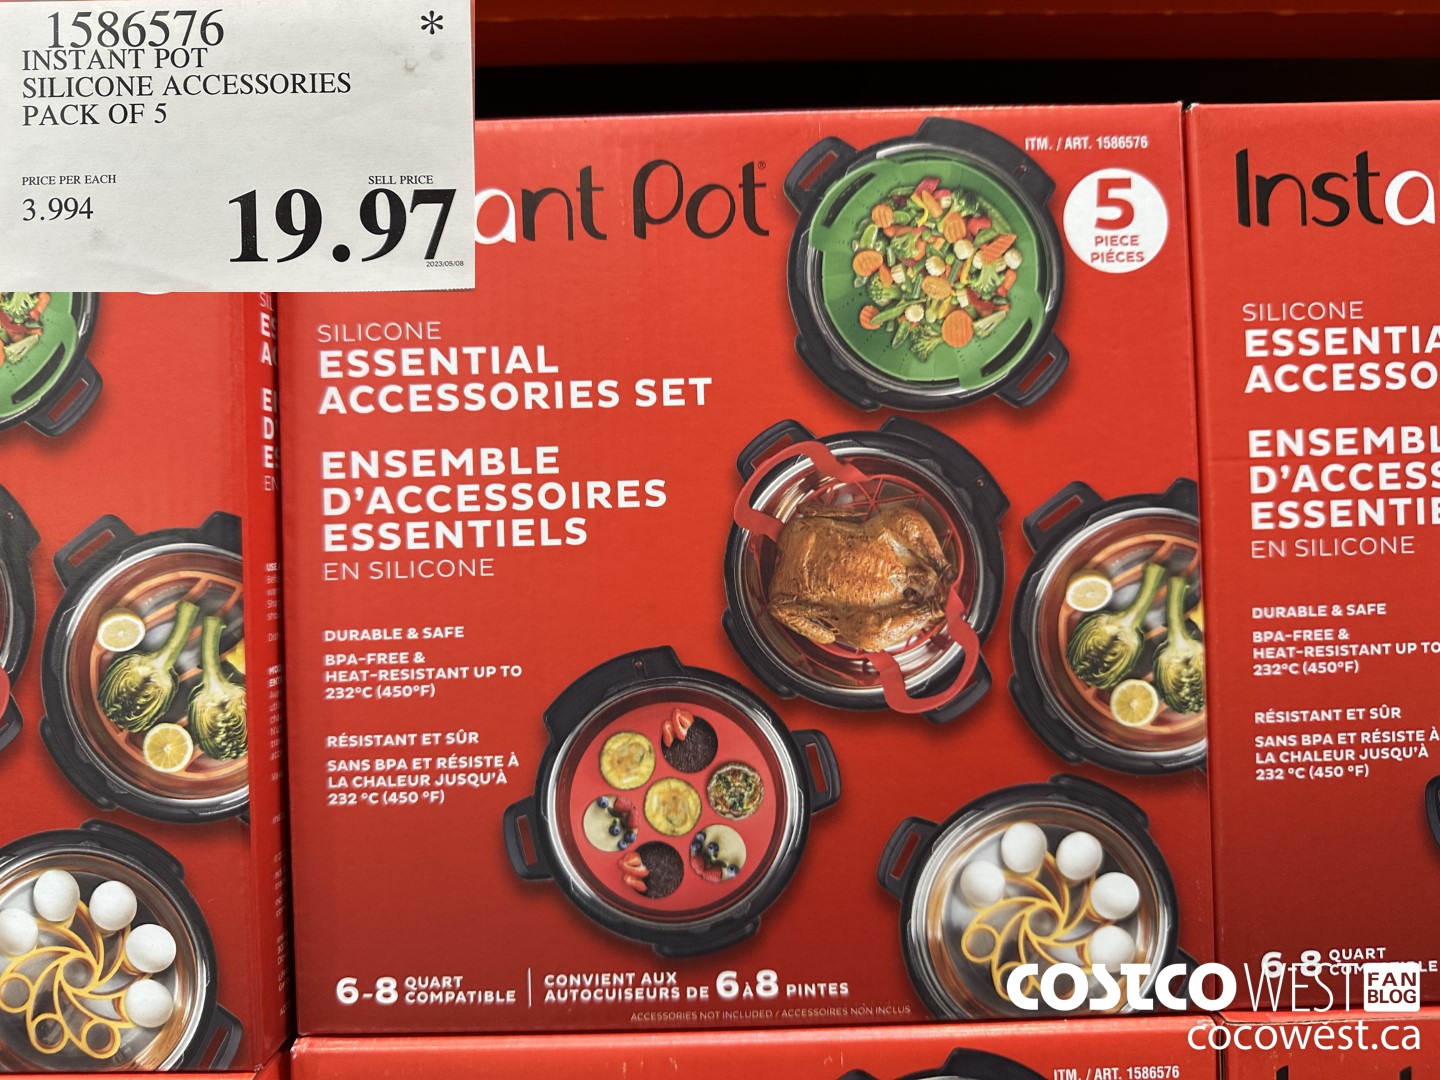 1586576 *
INSTANT POT
SILICONE ACCESSORIES
PACK OF 5
PRICE PER EACH
3.994
SELL PRICE
19.97
2023/05/08
ant Pot®
ITM. / ART. 1586576
5
PIECE
PIÉCES
SILICONE
ESSENTIAL
ACCESSORIES SET
ENSEMBLE
D'ACCESSOIRES
ESSENTIELS
EN SILICONE
DURABLE & SAFE
BPA-FREE &
HEAT-RESISTANT UP TO
232°C (450°F)
RÉSISTANT ET SÛR
SANS BPA ET RÉSISTE À
LA CHALEUR JUSQU'À
232 °C (450 °F)
6-8 QUART
COMPATIBLE
CONVIENT AUX
AUTOCUISEURS DE 6 À 8 PINTES
ACCESSORIES NOT INCLUDED / ACCESSOIRES NON INCLUS
Insta
SILICONE
ESSENTIA
ACCESSO
ENSEMBL
D'ACCESS
ESSENTIE
EN SILICONE
DURABLE & SAFE
BPA-FREE &
HEAT-RESISTANT UP TO
232°C (450°F)
RÉSISTANT ET SÛR
SANS BPA ET RÉSISTE À
LA CHALEUR JUSQU'À
232 °C (450 °F)
6-8 QUART
COSTCO WEST FAN
BLOG
cocowest.ca
ITM. / ART. 1586576